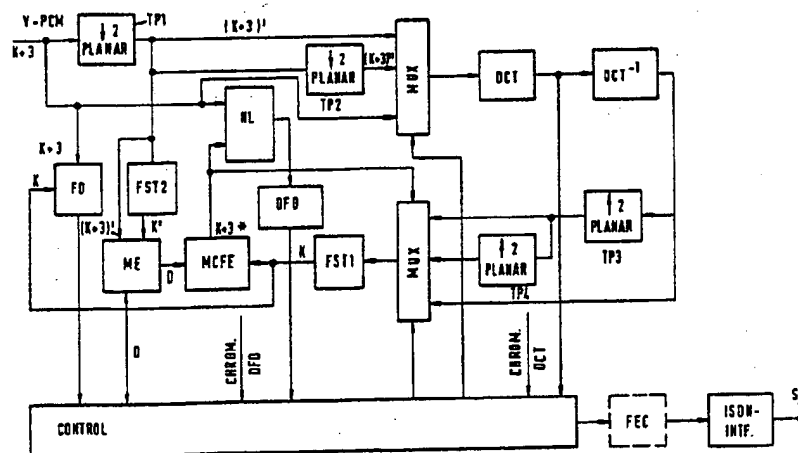 Y-PCM
K+3
↓ 2
PLANAR
TP1
(K+3)'
↓ 2
PLANAR
TP2
(K+3)"
MUX
DCT
DCT⁻¹
NL
K+3
K
FD
FST2
DFD
(K+3)'
K'
ME
D
MCFE
K+3*
K
FST1
MUX
↑ 2
PLANAR
TP4
↑ 2
PLANAR
TP3
D
CHROM.
DFD
CHROM.
DCT
CONTROL
FEC
ISDN-
INTF.
S